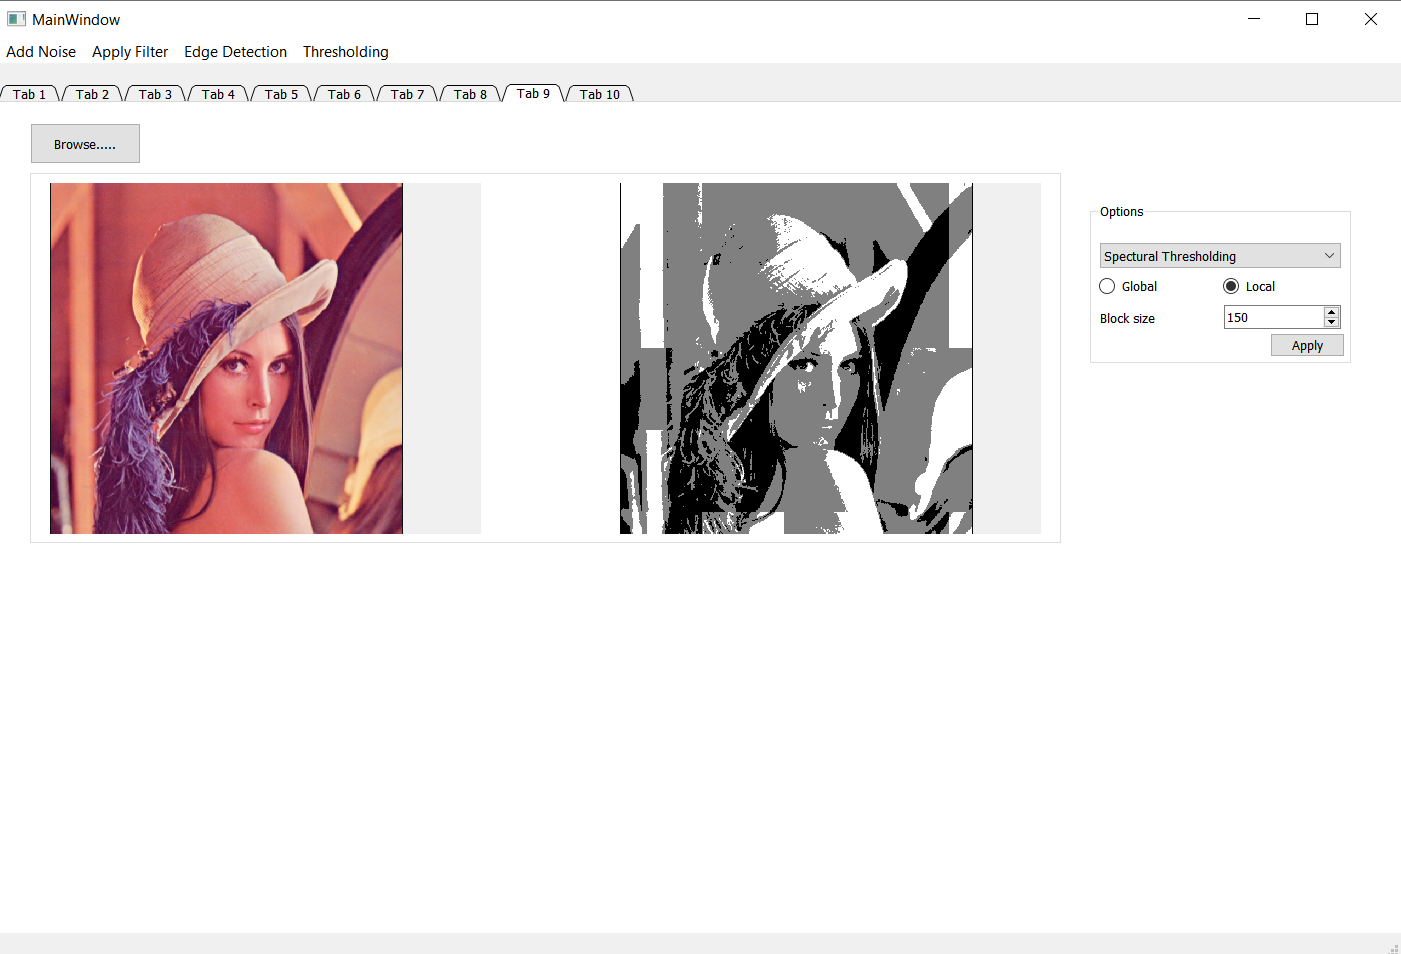 MainWindow
Add Noise Apply Filter Edge Detection Thresholding
Tab 1 Tab 2 Tab 3 Tab 4 Tab 5 Tab 6 Tab 7 Tab 8 Tab 9 Tab 10
Browse.....
Options
Spectural Thresholding
Global Local
Block size 150
Apply